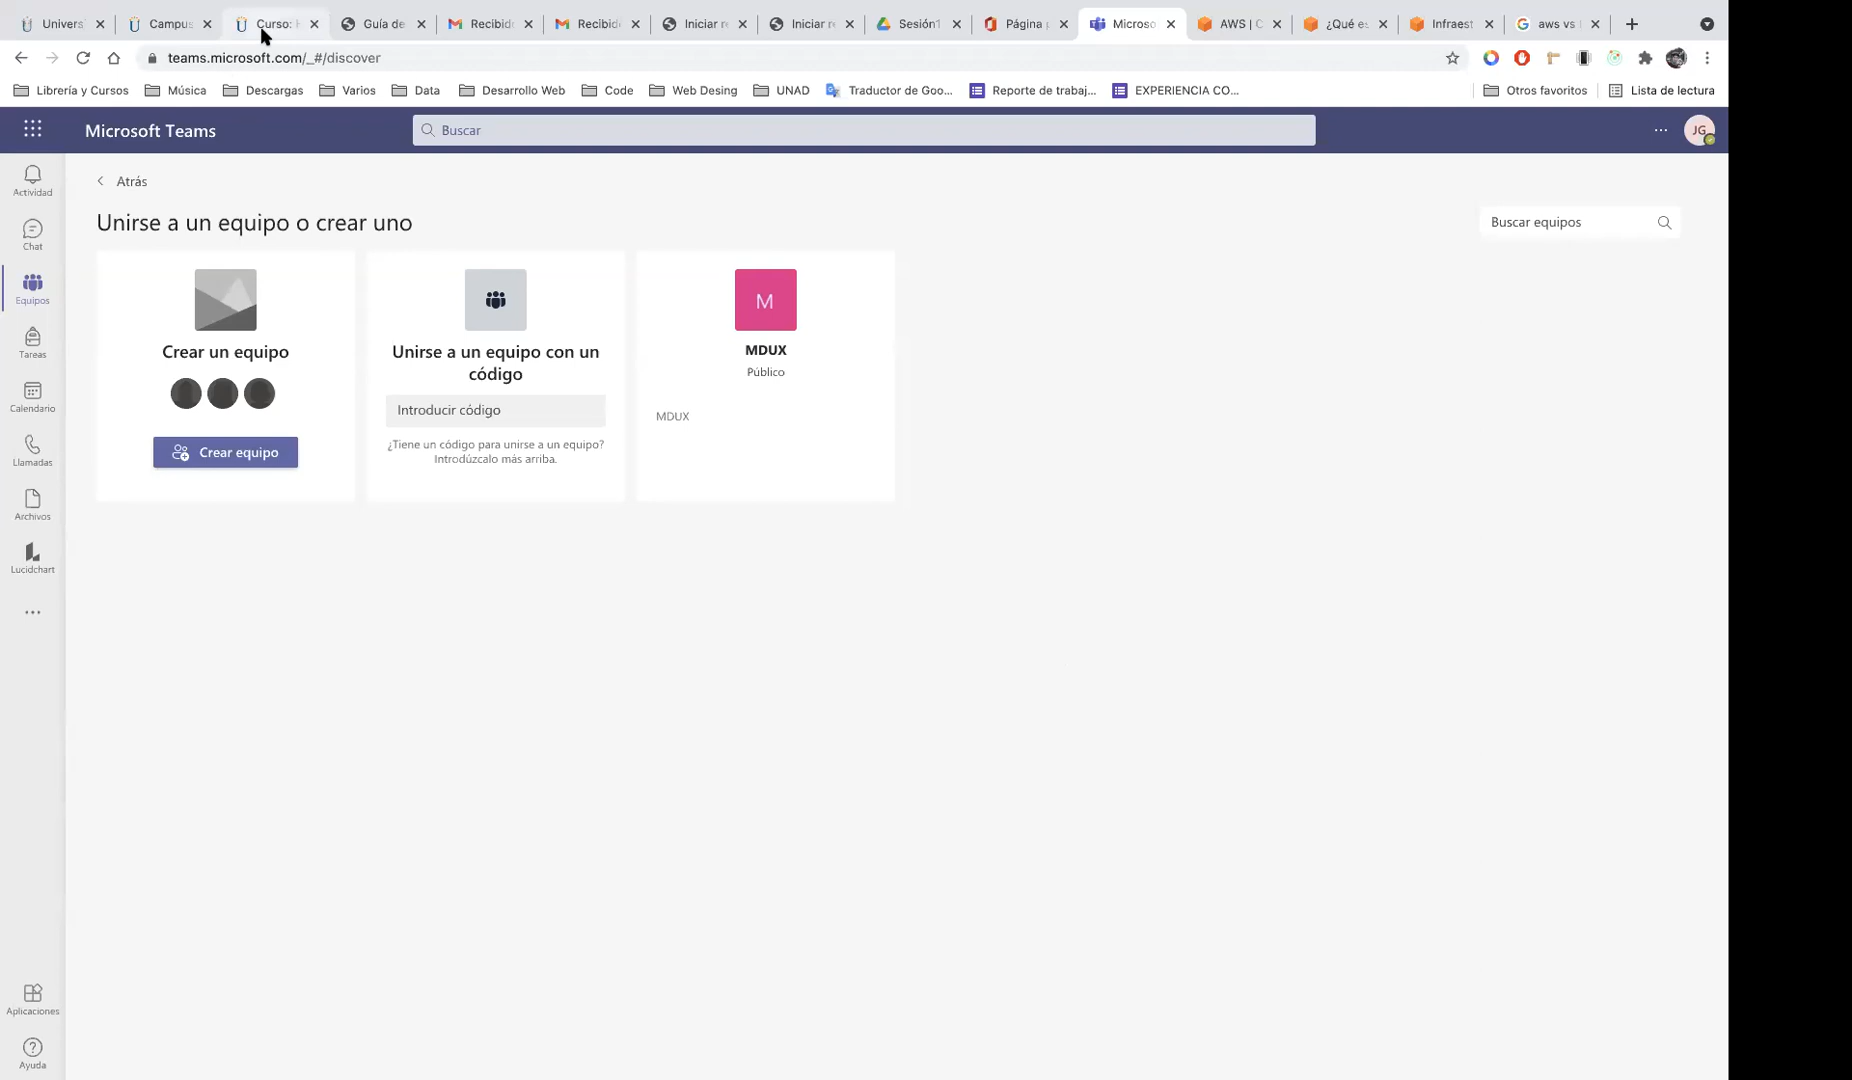 Univers
Campus
Curso: H
Guía de
Recibido
Recibido
Iniciar re
Iniciar re
Sesión1
Página p
Microso
AWS | C
¿Qué es
Infraest
aws vs
teams.microsoft.com/_#/discover
Librería y Cursos
Música
Descargas
Varios
Data
Desarrollo Web
Code
Web Desing
UNAD
Traductor de Goo...
Reporte de trabaj...
EXPERIENCIA CO...
Otros favoritos
Lista de lectura
Microsoft Teams
Buscar
JG
Actividad
Chat
Equipos
Tareas
Calendario
Llamadas
Archivos
Lucidchart
Aplicaciones
Ayuda
Atrás
Unirse a un equipo o crear uno
Buscar equipos
Crear un equipo
Crear equipo
Unirse a un equipo con un
código
Introducir código
¿Tiene un código para unirse a un equipo?
Introdúzcalo más arriba.
M
MDUX
Público
MDUX